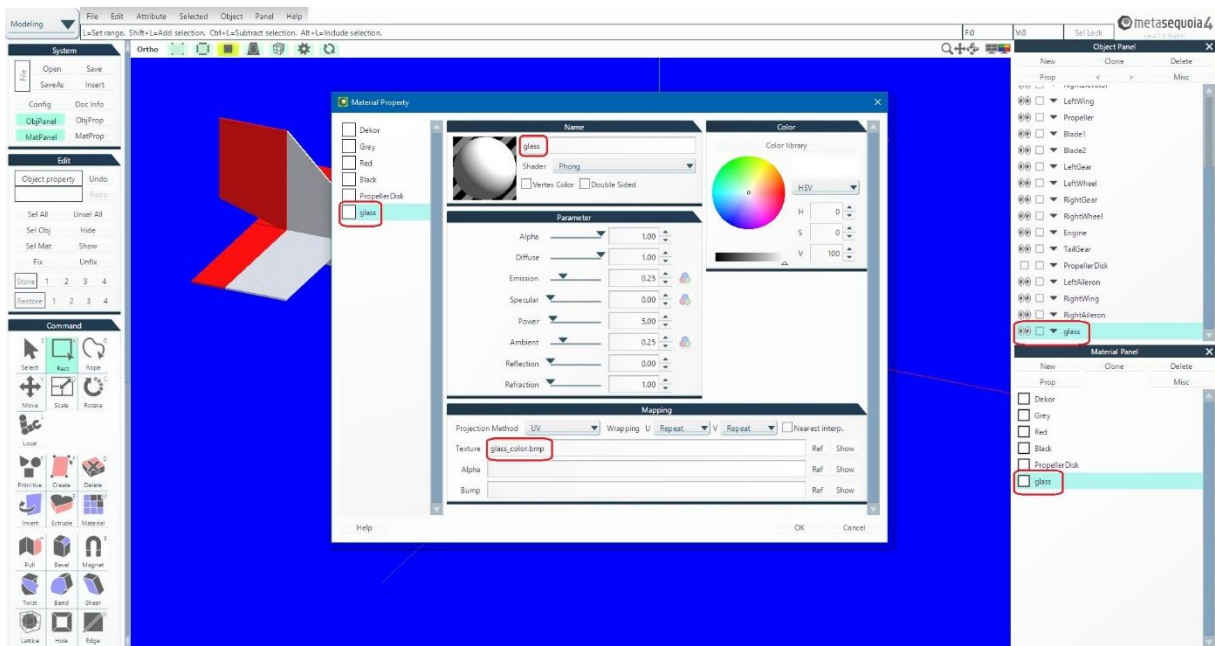 Modeling File Edit Attribute Selected Object Panel Help
L=Set range. Shift+L=Add selection. Ctrl+L=Subtract selection. Alt+L=Include selection.
F:0 V:0 Sel Lock metasequoia4
System
File Open Save
SaveAs Insert
Config Doc Info
ObjPanel ObjProp
MatPanel MatProp
Edit
Object property Undo
Redo
Sel All Unsel All
Sel Obj Hide
Sel Mat Show
Fix Unfix
Store 1 2 3 4
Restore 1 2 3 4
Command
Select Rect Rope
Move Scale Rotate
Local
Primitive Create Delete
Invert Extrude Material
Pull Bevel Magnet
Twist Bend Shear
Lattice Hole Edge
Ortho
Material Property
Dekor
Grey
Red
Black
PropellerDisk
glass
Name
glass
Shader Phong
Vertex Color Double Sided
Parameter
Alpha 1.00
Diffuse 1.00
Emission 0.25
Specular 0.00
Power 5.00
Ambient 0.25
Reflection 0.00
Refraction 1.00
Color
Color library
HSV
H 0
S 0
V 100
Mapping
Projection Method UV Wrapping U Repeat V Repeat Nearest interp.
Texture glass_color.bmp Ref Show
Alpha Ref Show
Bump Ref Show
Help OK Cancel
Object Panel
New Clone Delete
Prop < > Misc
LeftWing
Propeller
Blade1
Blade2
LeftGear
LeftWheel
RightGear
RightWheel
Engine
TailGear
PropellerDisk
LeftAileron
RightWing
RightAileron
glass
Material Panel
New Clone Delete
Prop Misc
Dekor
Grey
Red
Black
PropellerDisk
glass